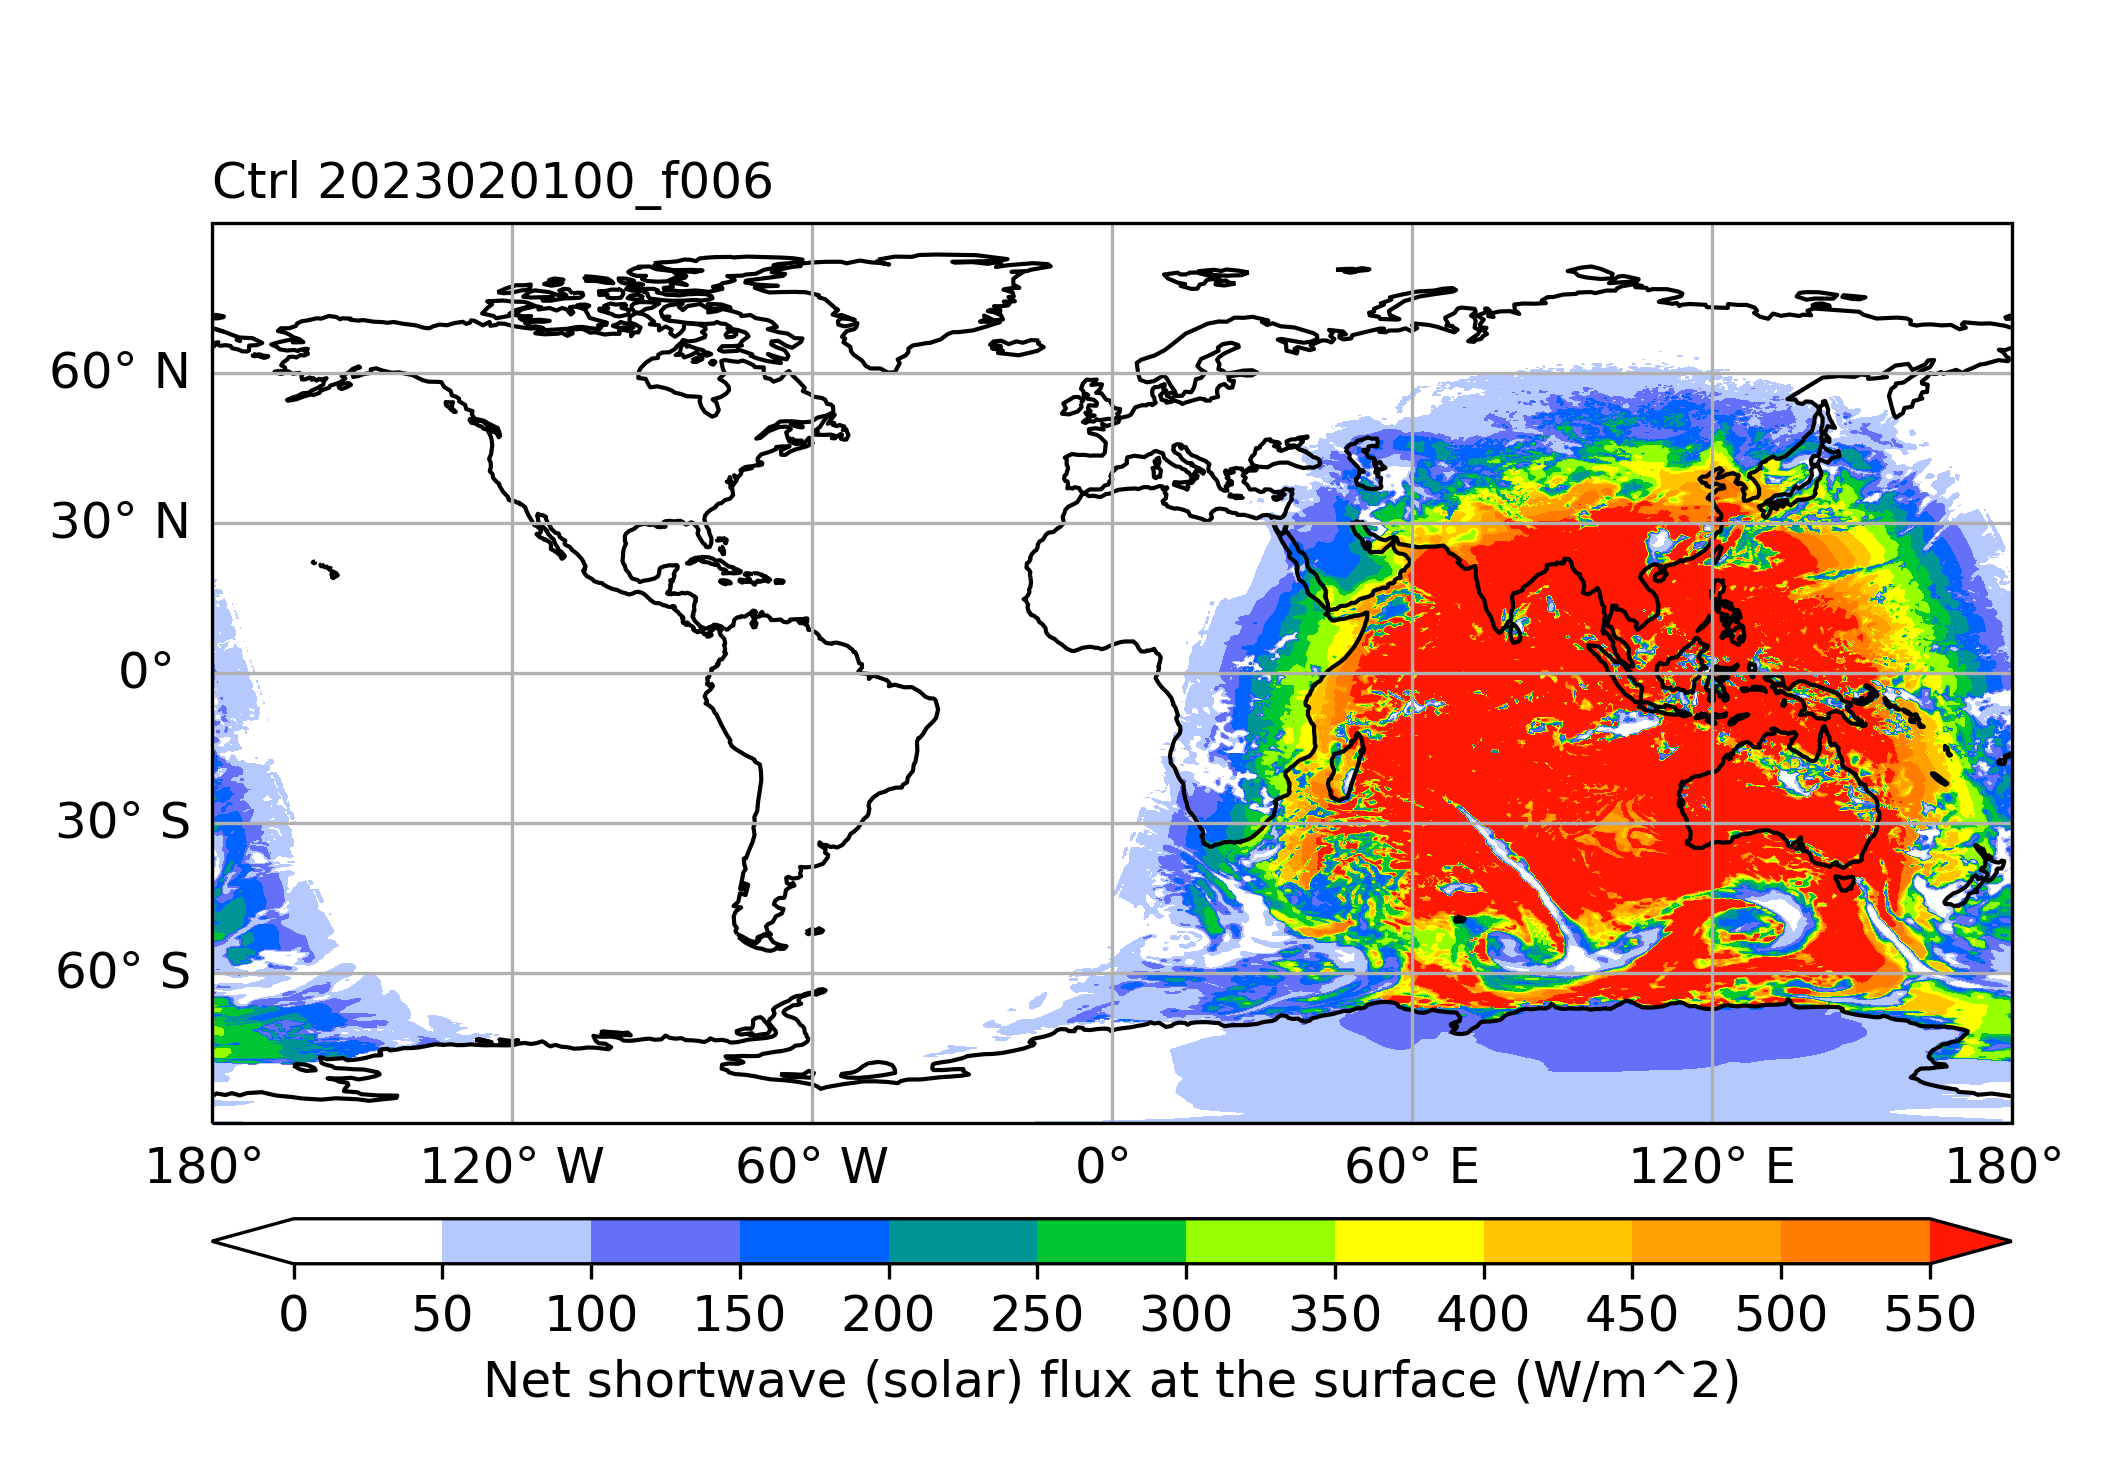 Ctrl 2023020100_f006
60° N
30° N
0°
30° S
60° S
180° 120° W 60° W 0° 60° E 120° E 180°
0 50 100 150 200 250 300 350 400 450 500 550
Net shortwave (solar) flux at the surface (W/m^2)